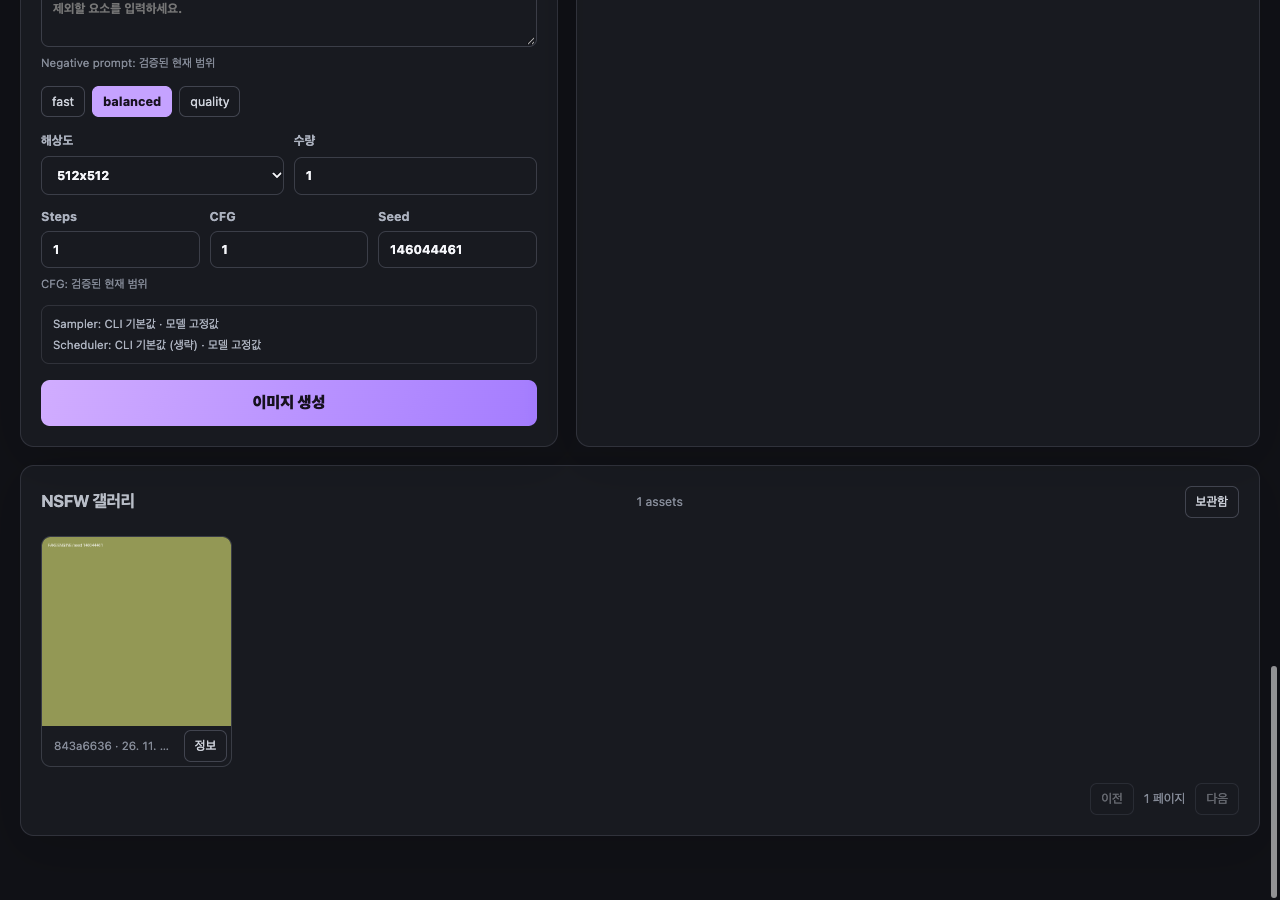 제외할 요소를 입력하세요.
Negative prompt: 검증된 현재 범위
fast balanced quality
해상도 수량
512x512 1
Steps CFG Seed
1 1 146044461
CFG: 검증된 현재 범위
Sampler: CLI 기본값 · 모델 고정값
Scheduler: CLI 기본값 (생략) · 모델 고정값
이미지 생성
NSFW 갤러리 1 assets 보관함
843a6636 · 26. 11. ... 정보
이전 1 페이지 다음